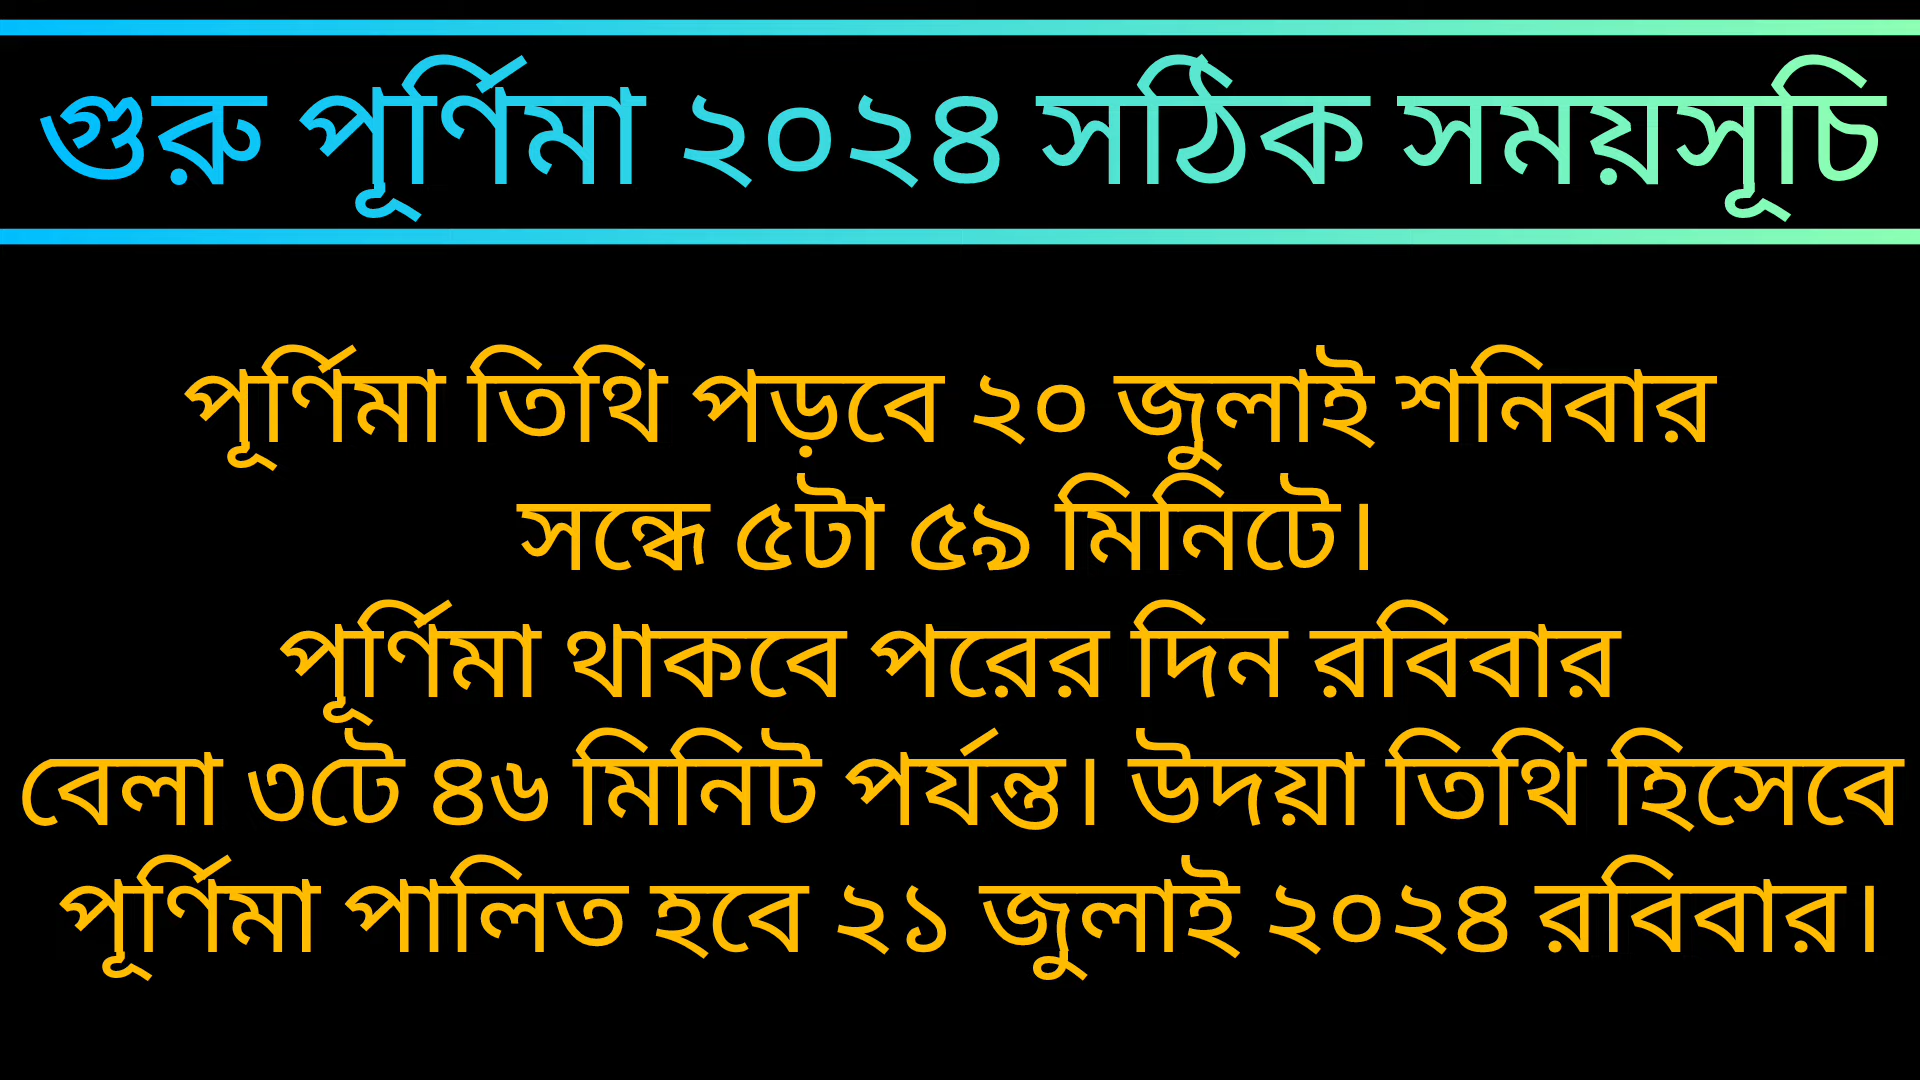 গুরু পূর্ণিমা ২০২৪ সঠিক সময়সূচি
পূর্ণিমা তিথি পড়বে ২০ জুলাই শনিবার
সন্ধে ৫টা ৫৯ মিনিটে।
পূর্ণিমা থাকবে পরের দিন রবিবার
বেলা ৩টে ৪৬ মিনিট পর্যন্ত। উদয়া তিথি হিসেবে
পূর্ণিমা পালিত হবে ২১ জুলাই ২০২৪ রবিবার।